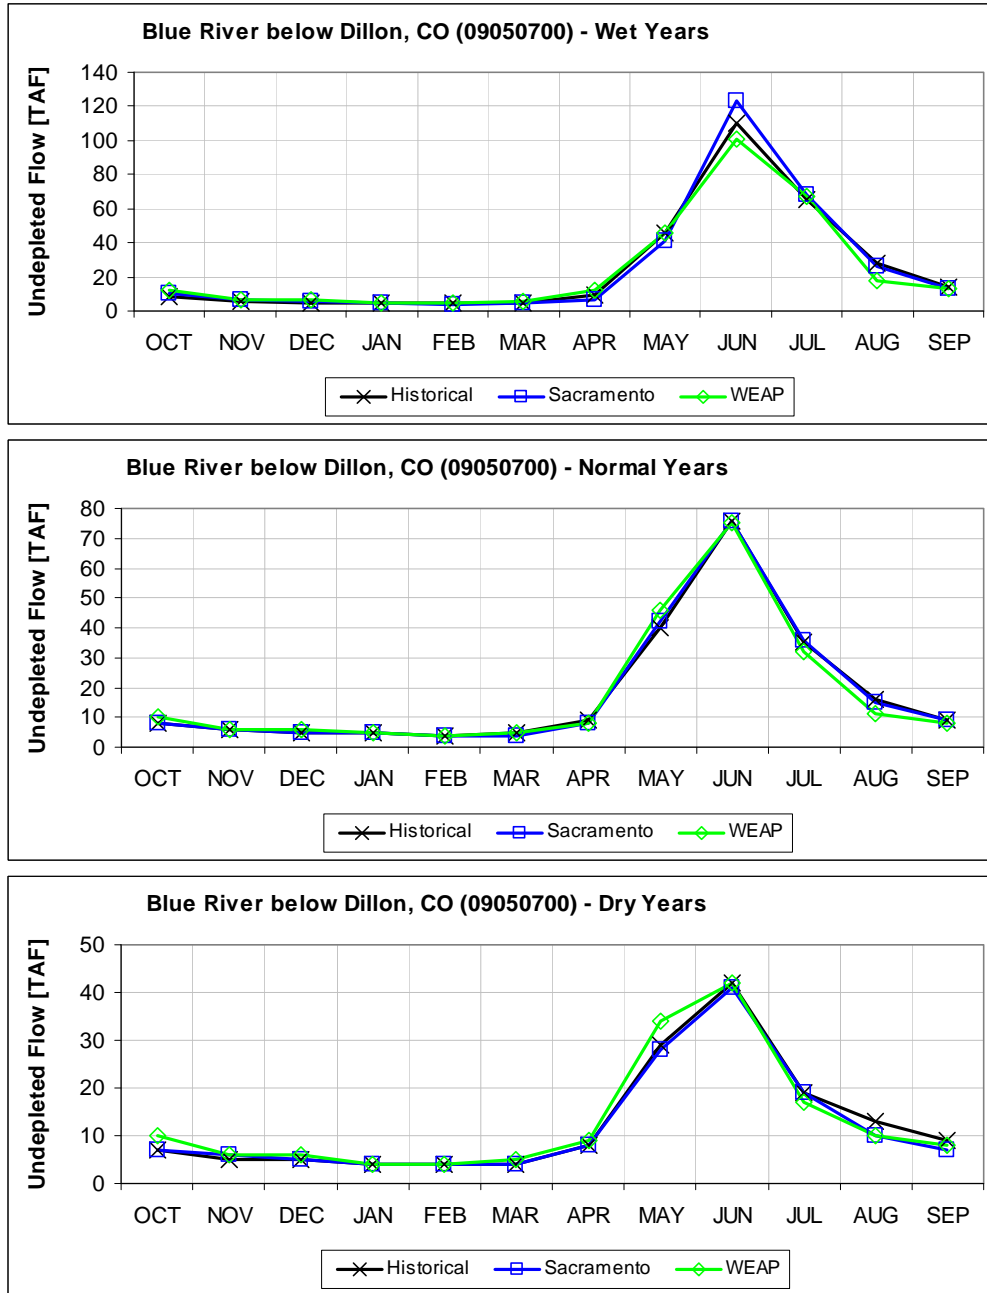 Blue River below Dillon, CO (09050700) - Wet Years
Undepleted Flow [TAF]
140
120
100
80
60
40
20
0
OCT NOV DEC JAN FEB MAR APR MAY JUN JUL AUG SEP
Historical Sacramento WEAP
Blue River below Dillon, CO (09050700) - Normal Years
Undepleted Flow [TAF]
80
70
60
50
40
30
20
10
0
OCT NOV DEC JAN FEB MAR APR MAY JUN JUL AUG SEP
Historical Sacramento WEAP
Blue River below Dillon, CO (09050700) - Dry Years
Undepleted Flow [TAF]
50
40
30
20
10
0
OCT NOV DEC JAN FEB MAR APR MAY JUN JUL AUG SEP
Historical Sacramento WEAP